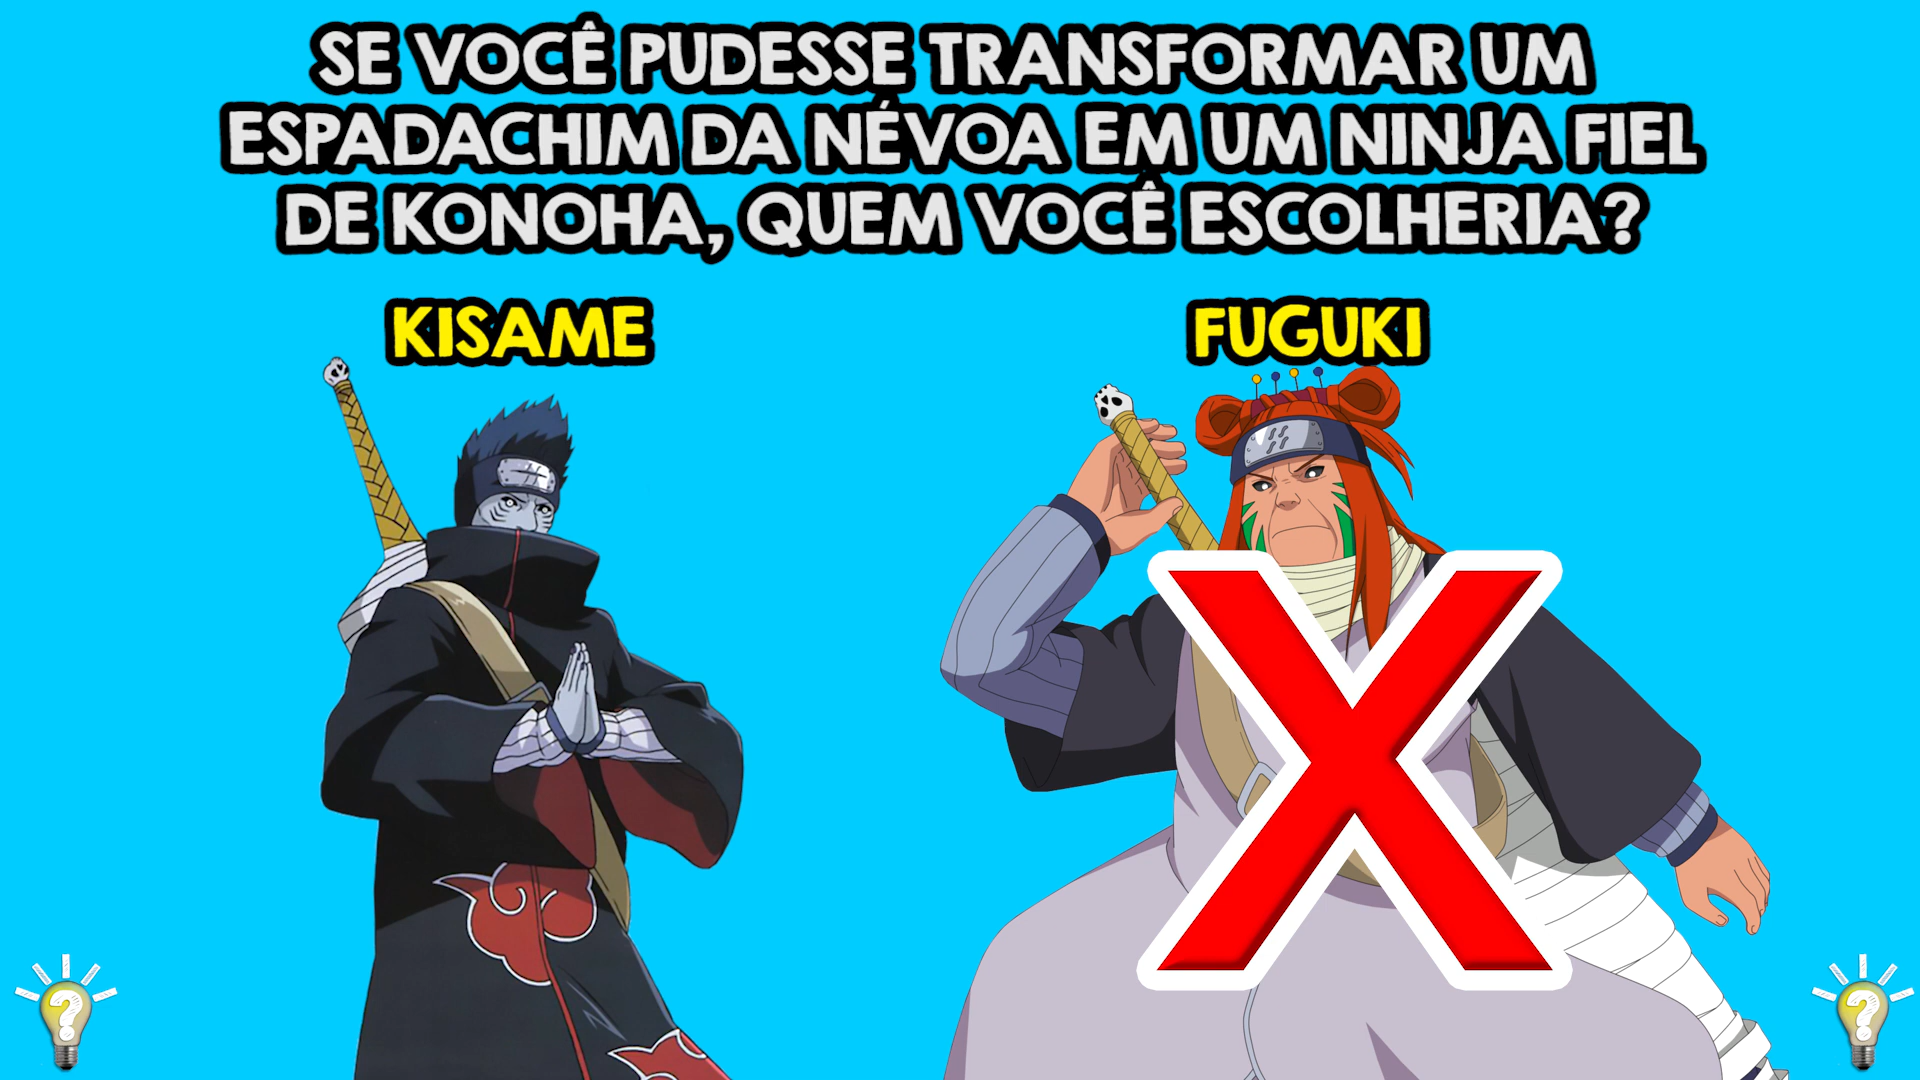 SE VOCÊ PUDESSE TRANSFORMAR UM
ESPADACHIM DA NÉVOA EM UM NINJA FIEL
DE KONOHA, QUEM VOCÊ ESCOLHERIA?
KISAME
FUGUKI
X
?
?